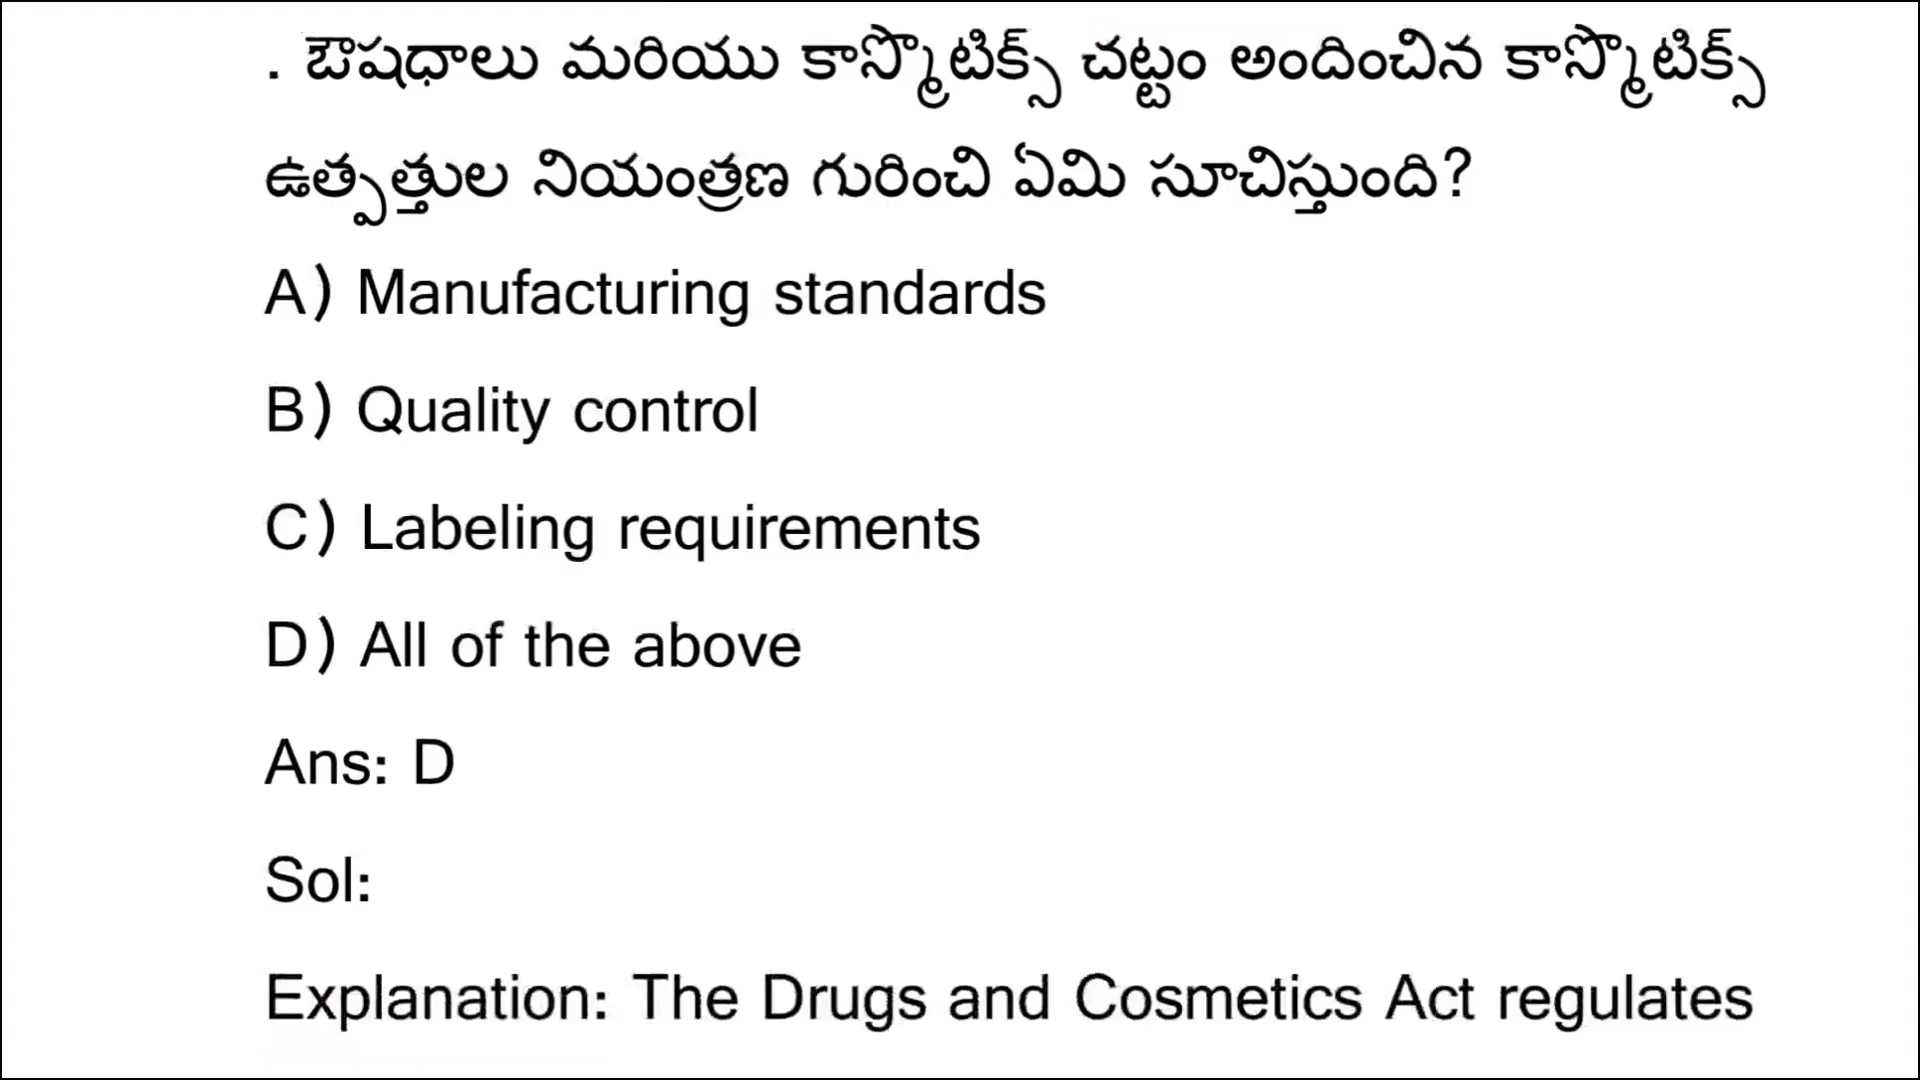 . ఔషధాలు మరియు కాస్మొటిక్స్ చట్టం అందించిన కాస్మొటిక్స్
ఉత్పత్తుల నియంత్రణ గురించి ఏమి సూచిస్తుంది?
A) Manufacturing standards
B) Quality control
C) Labeling requirements
D) All of the above
Ans: D
Sol:
Explanation: The Drugs and Cosmetics Act regulates